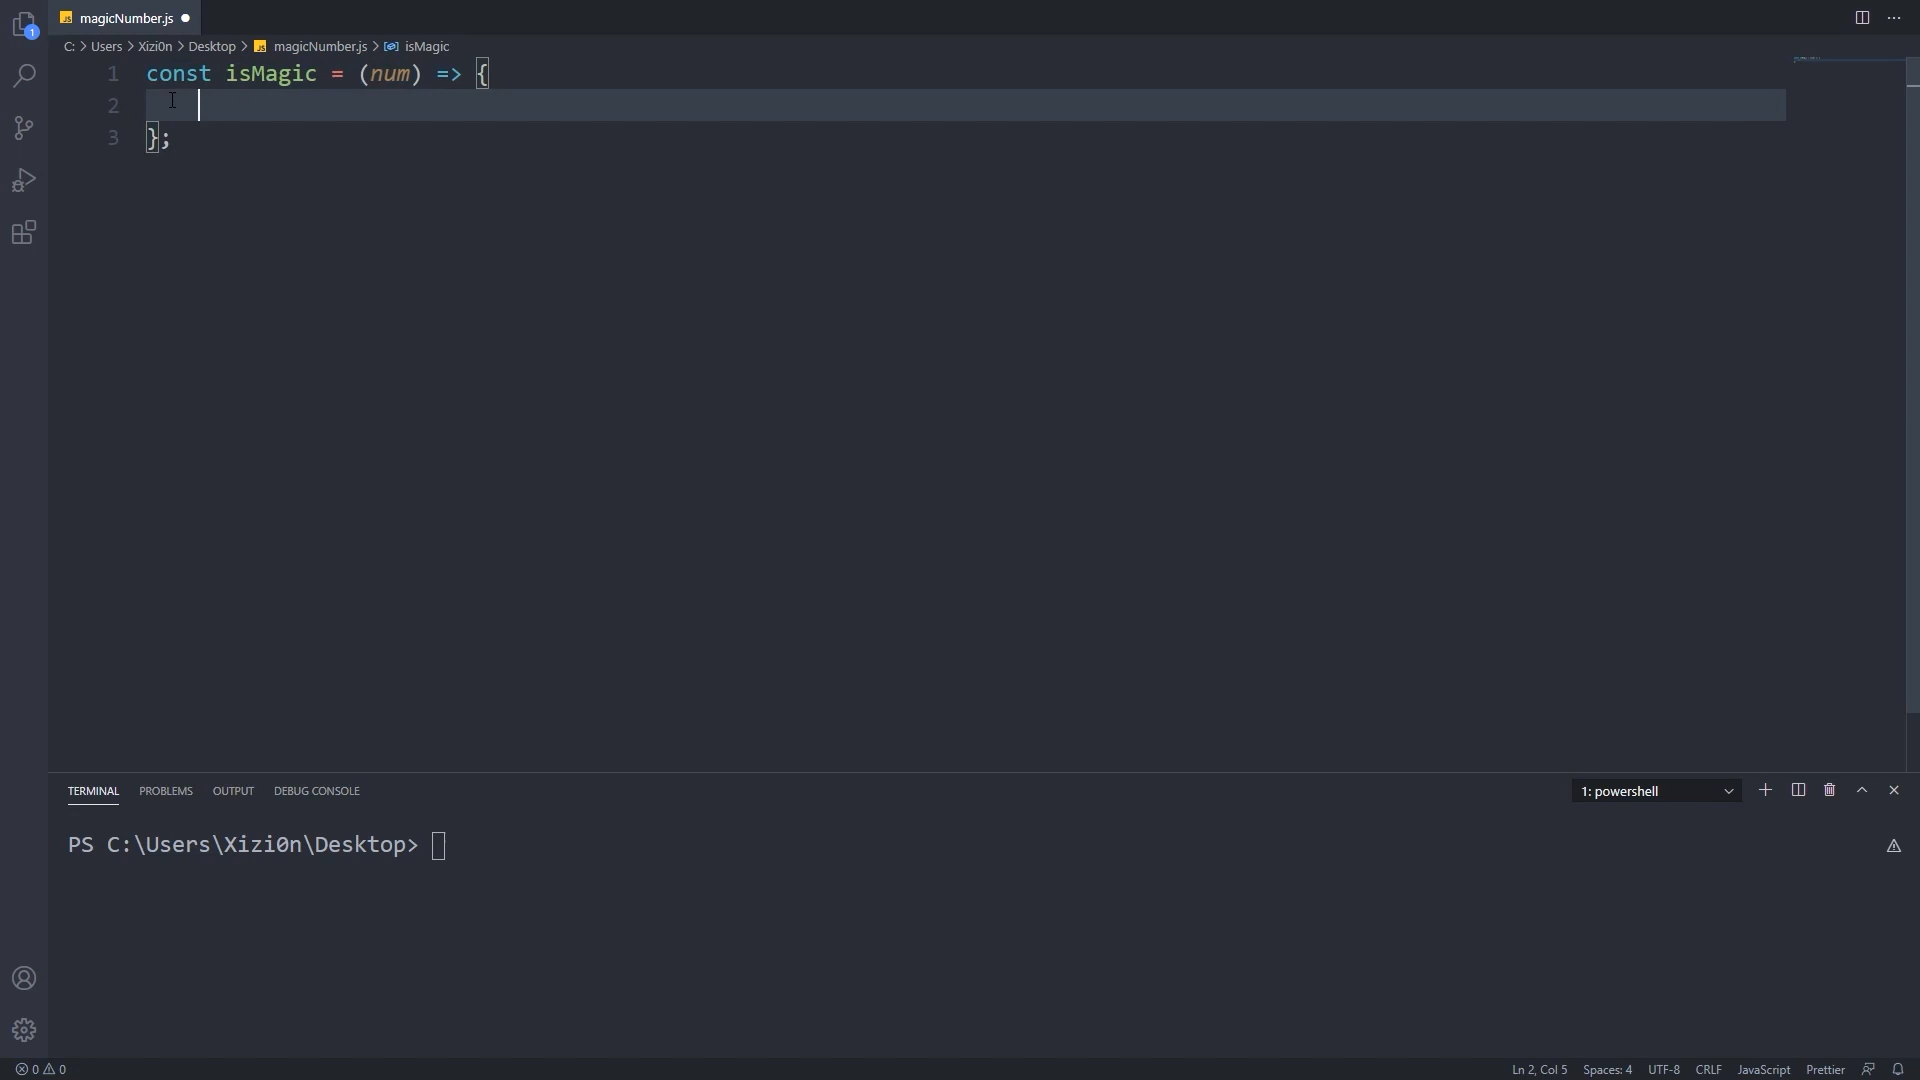 magicNumber.js
1
C: > Users > Xizi0n > Desktop > magicNumber.js > isMagic
1 const isMagic = (num) => {
2
3 };
TERMINAL PROBLEMS OUTPUT DEBUG CONSOLE 1: powershell
PS C:\Users\Xizi0n\Desktop>
0 0 Ln 2, Col 5 Spaces: 4 UTF-8 CRLF JavaScript Prettier